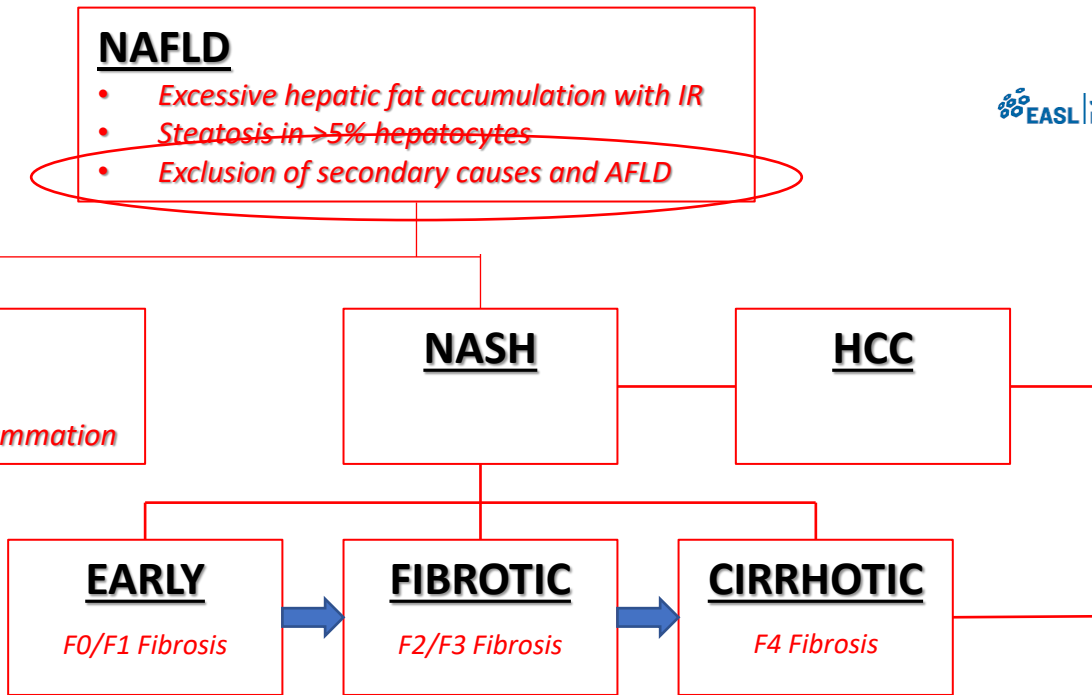 NAFLD
• Excessive hepatic fat accumulation with IR
• Steatosis in >5% hepatocytes
• Exclusion of secondary causes and AFLD
EASL
NASH
HCC
mmation
EARLY
FIBROTIC
CIRRHOTIC
F0/F1 Fibrosis
F2/F3 Fibrosis
F4 Fibrosis